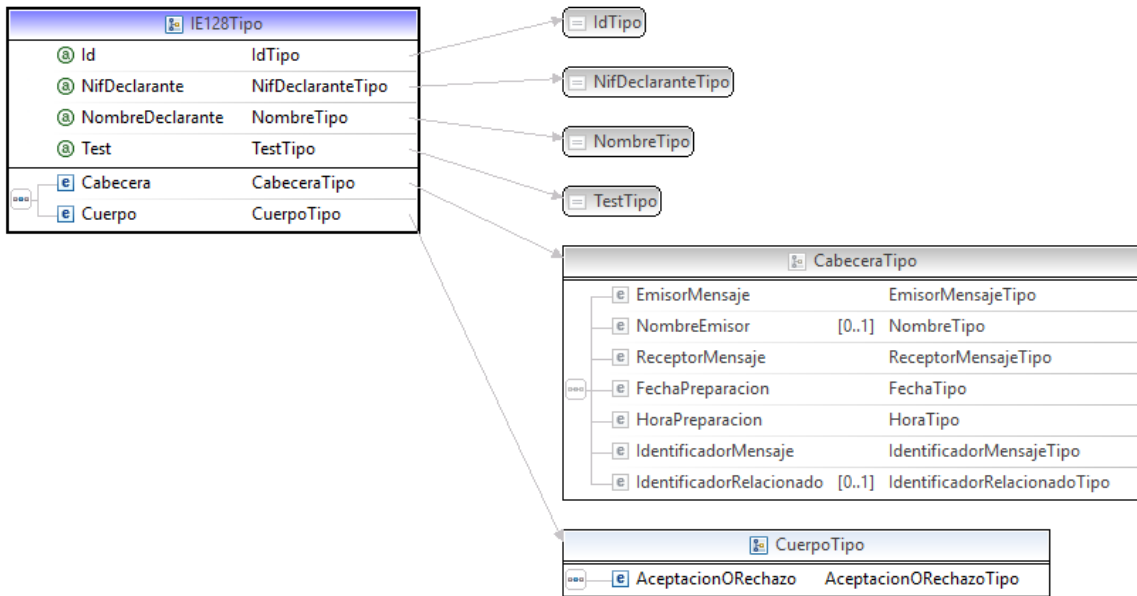 IE128Tipo
Id IdTipo
NifDeclarante NifDeclaranteTipo
NombreDeclarante NombreTipo
Test TestTipo
Cabecera CabeceraTipo
Cuerpo CuerpoTipo
IdTipo
NifDeclaranteTipo
NombreTipo
TestTipo
CabeceraTipo
EmisorMensaje EmisorMensajeTipo
NombreEmisor [0..1] NombreTipo
ReceptorMensaje ReceptorMensajeTipo
FechaPreparacion FechaTipo
HoraPreparacion HoraTipo
IdentificadorMensaje IdentificadorMensajeTipo
IdentificadorRelacionado [0..1] IdentificadorRelacionadoTipo
CuerpoTipo
AceptacionORechazo AceptacionORechazoTipo